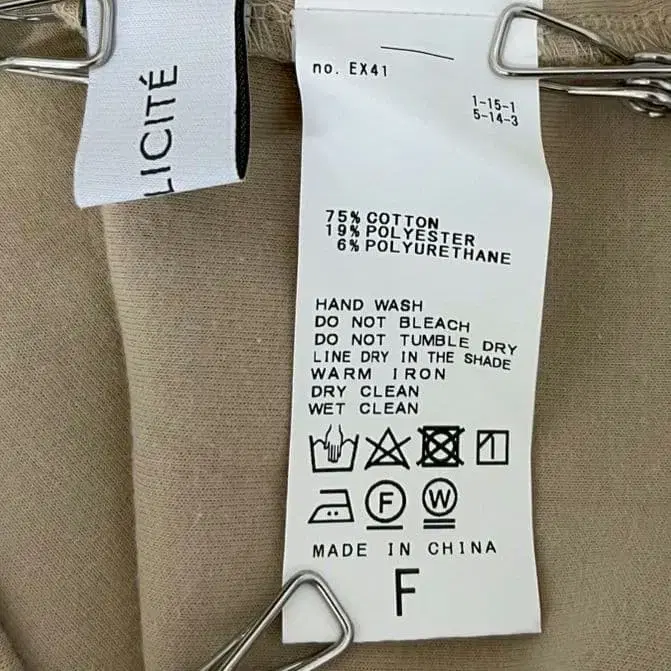 LICITÉ
no. EX41
1-15-1
5-14-3
75% COTTON
19% POLYESTER
6% POLYURETHANE
HAND WASH
DO NOT BLEACH
DO NOT TUMBLE DRY
LINE DRY IN THE SHADE
WARM IRON
DRY CLEAN
WET CLEAN
F W
MADE IN CHINA
F